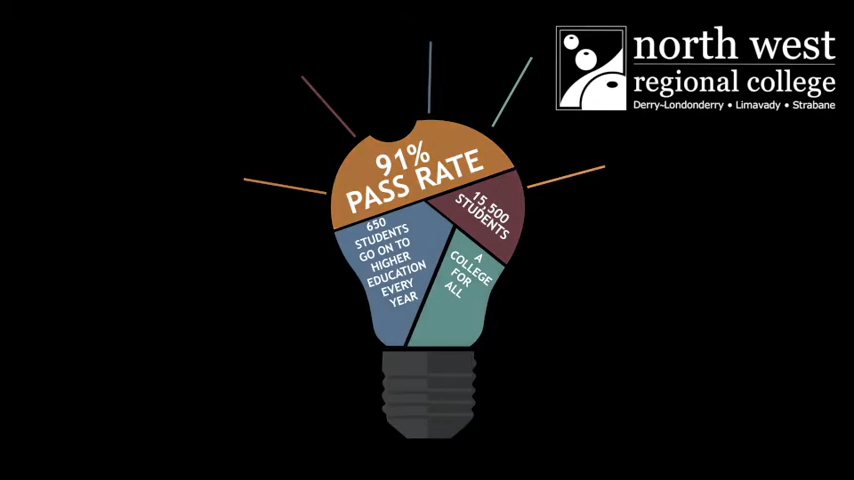 north west
regional college
Derry-Londonderry • Limavady • Strabane
91%
PASS RATE
15,500
STUDENTS
650
STUDENTS
GO ON TO
HIGHER
EDUCATION
EVERY
YEAR
A
COLLEGE
FOR
ALL